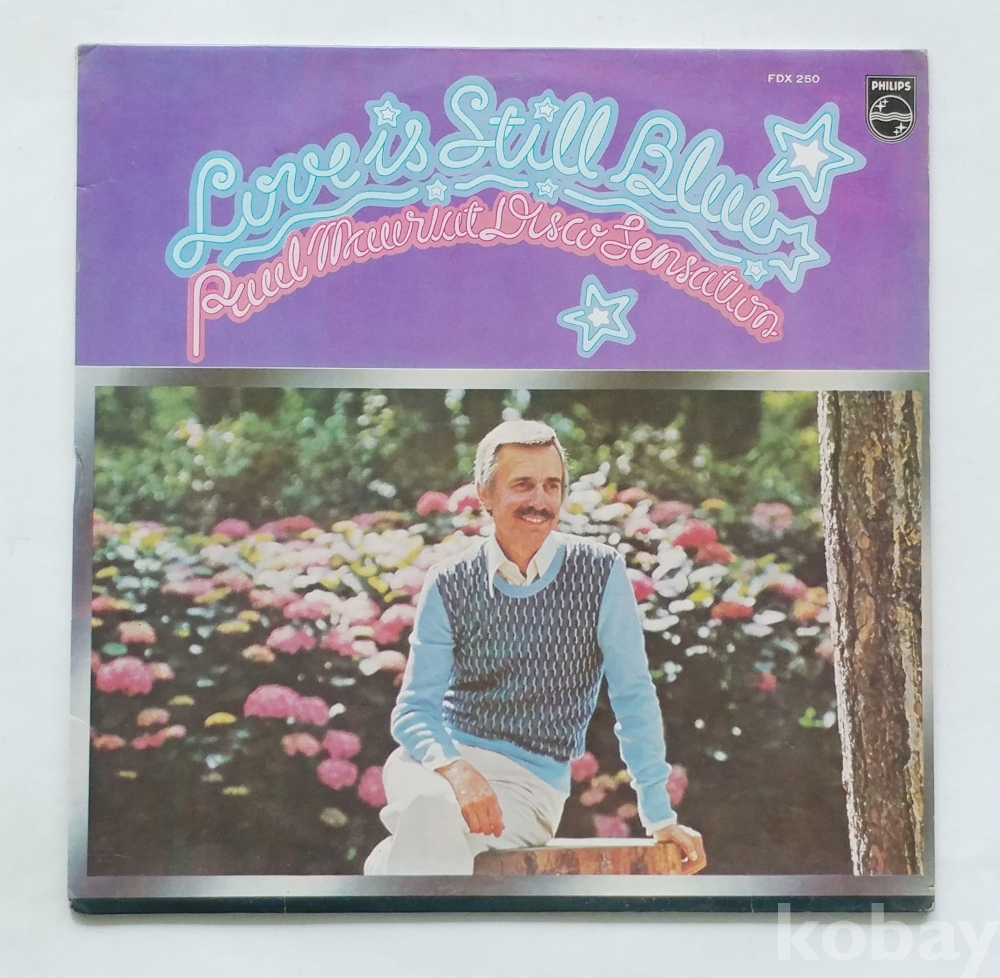 FDX 250
PHILIPS
Love is Still Blue
Paul Mauriat Disco Sensation
kobay